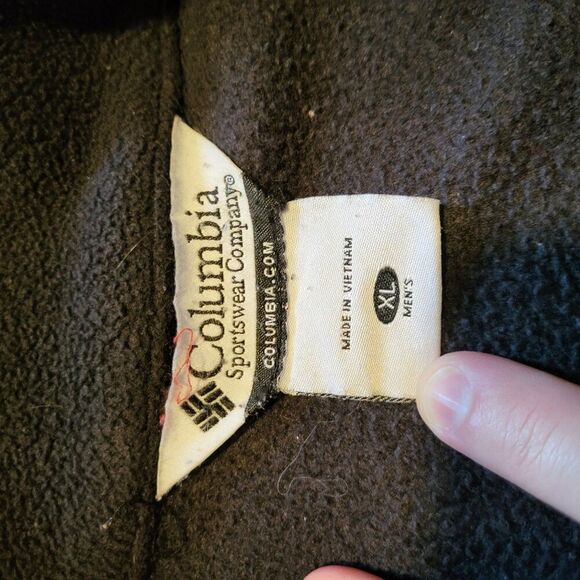 Columbia
Sportswear Company®
COLUMBIA.COM
MADE IN VIETNAM
XL
MEN'S